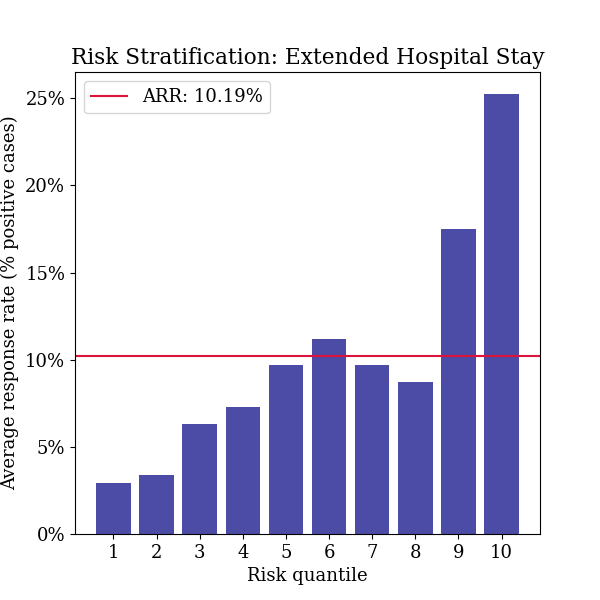 Risk Stratification: Extended Hospital Stay
ARR: 10.19%
Average response rate (% positive cases)
25%
20%
15%
10%
5%
0%
1 2 3 4 5 6 7 8 9 10
Risk quantile